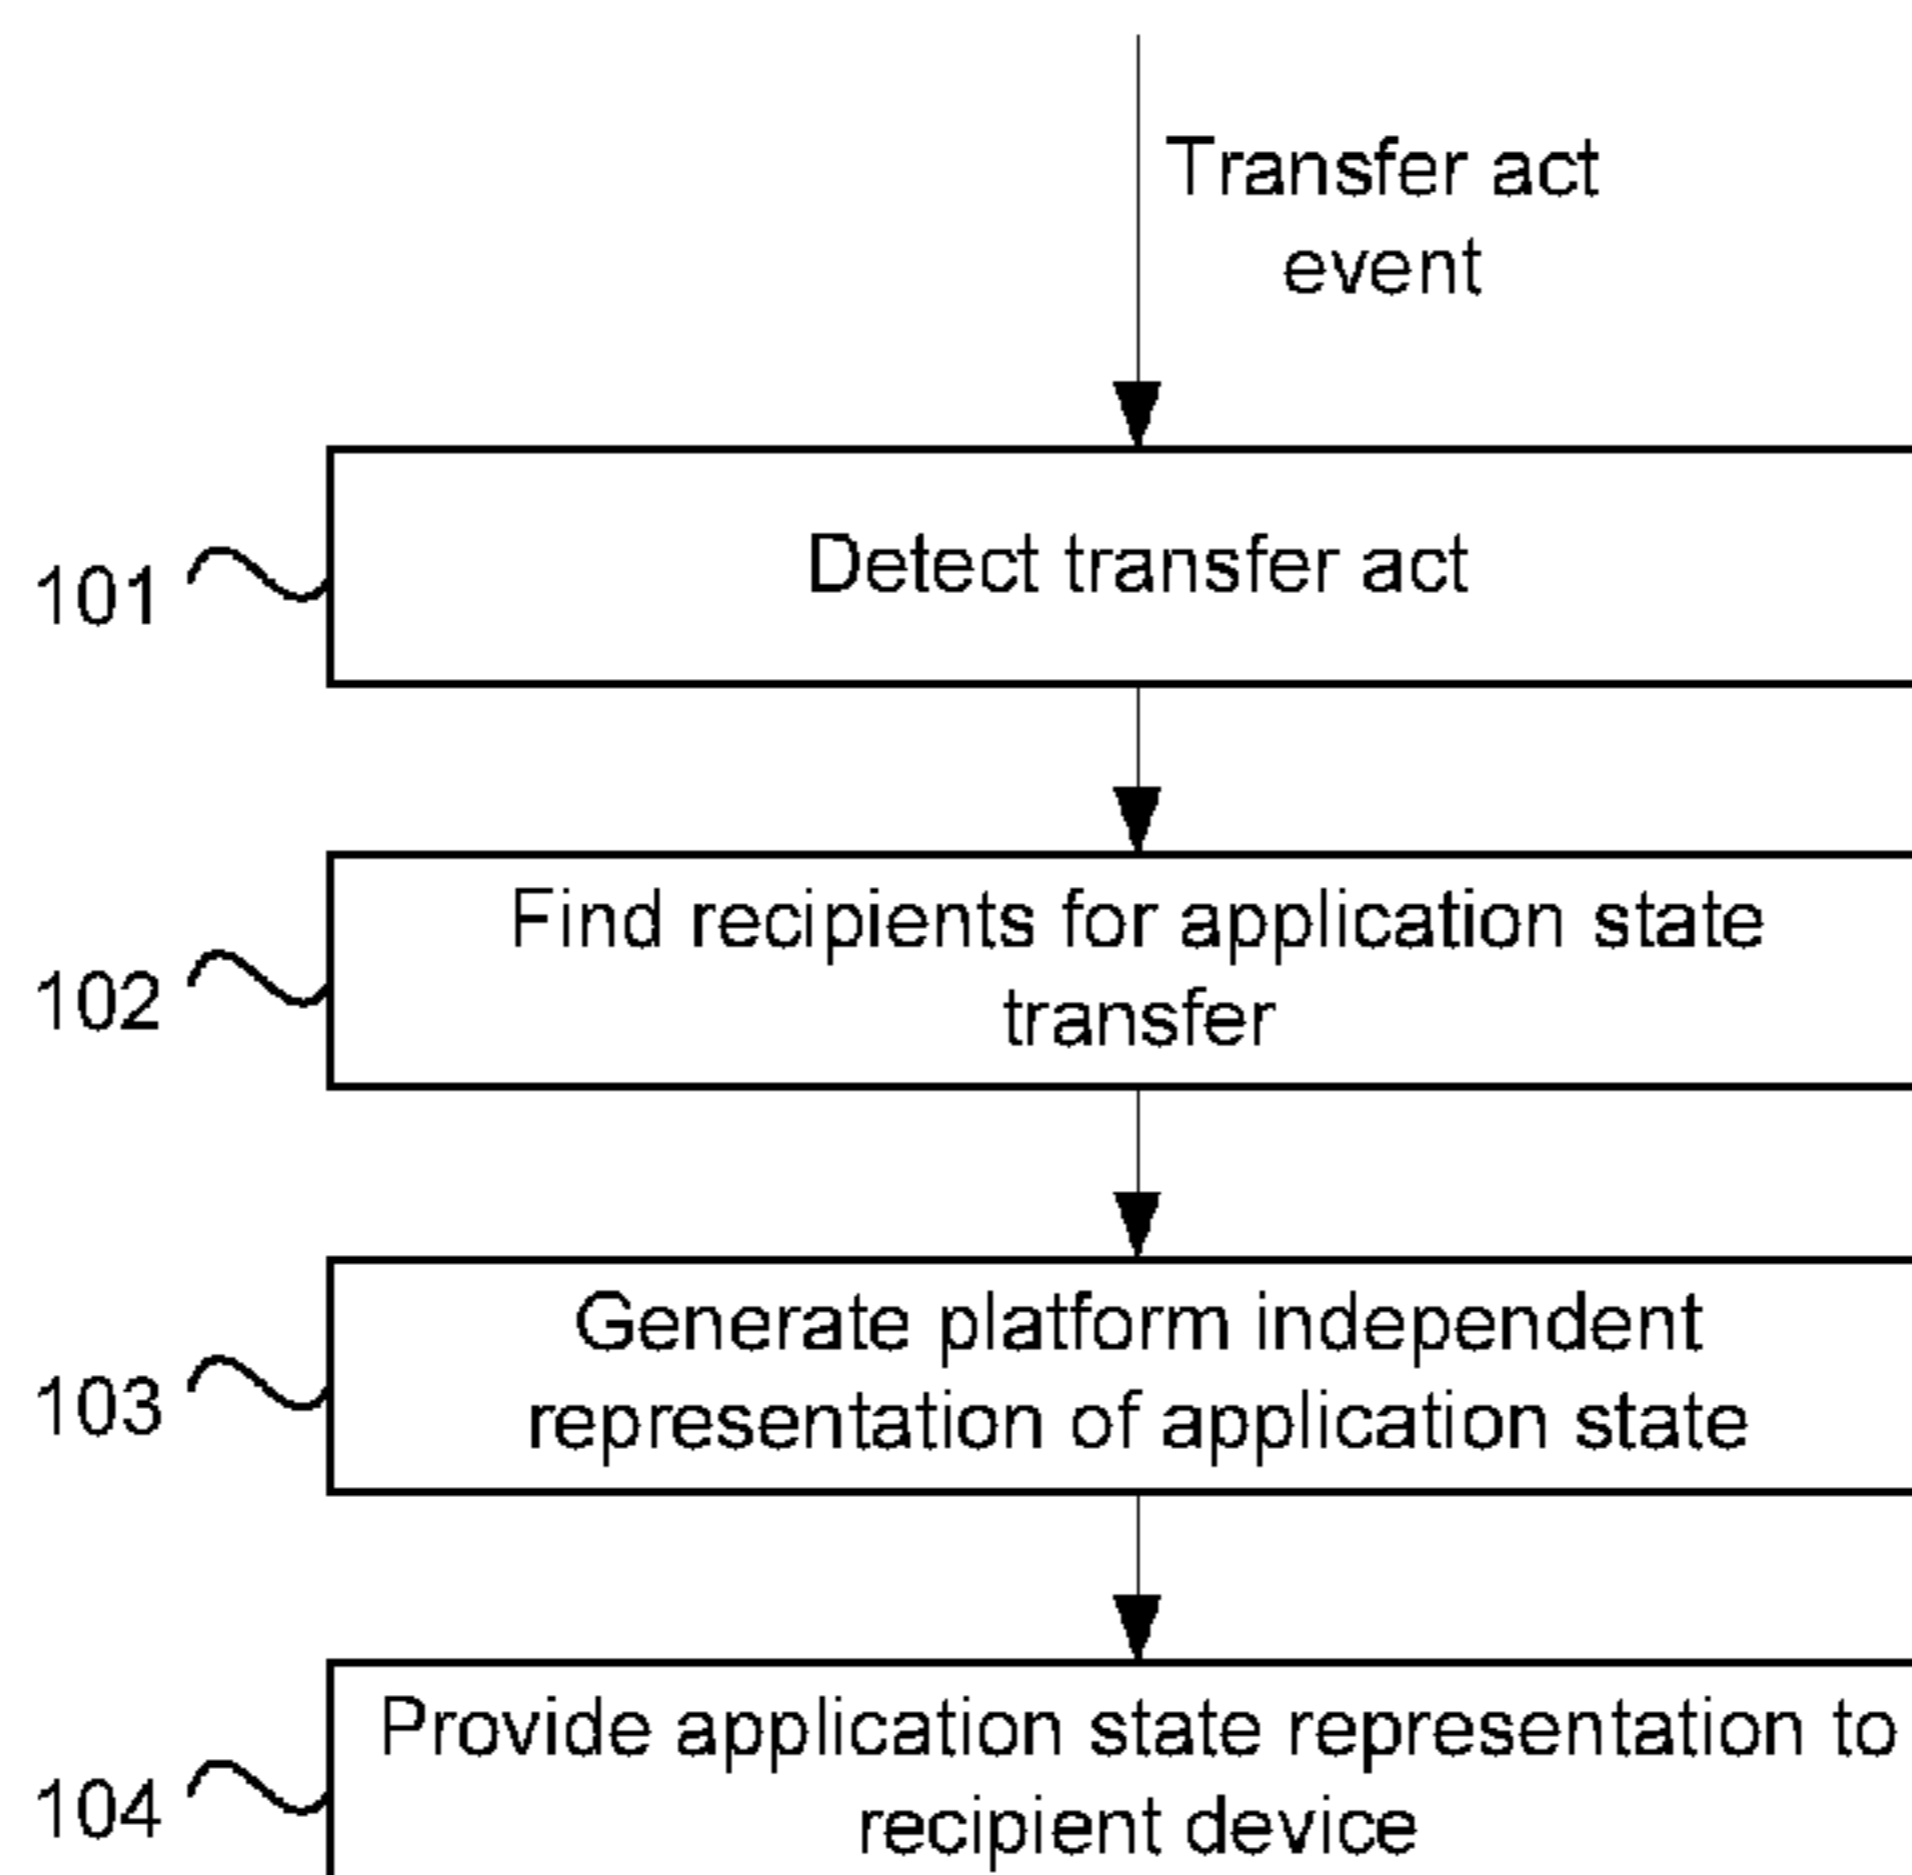 Transfer act
event
101
Detect transfer act
102
Find recipients for application state
transfer
103
Generate platform independent
representation of application state
104
Provide application state representation to
recipient device